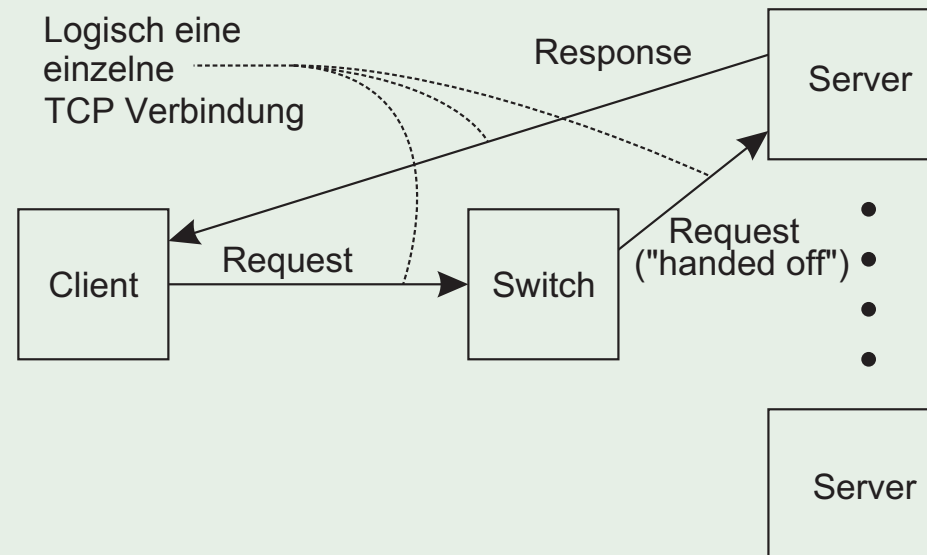 Logisch eine
einzelne
TCP Verbindung
Response
Server
Client
Request
Switch
Request
("handed off")
Server